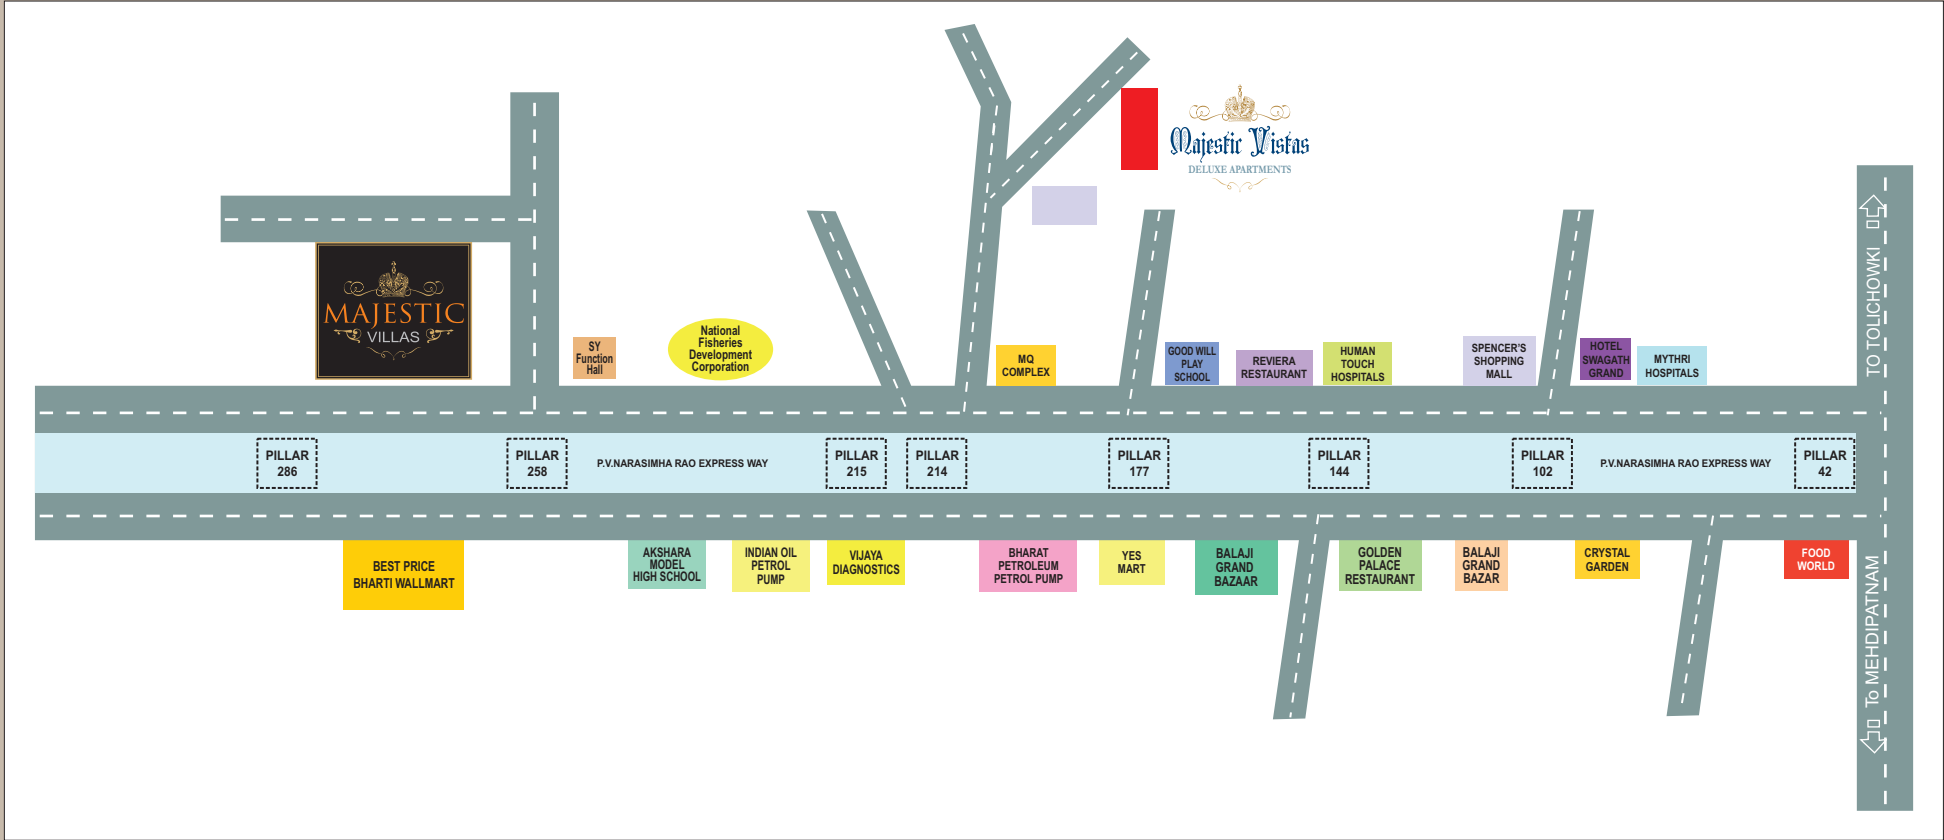 Majestic Vistas
DELUXE APARTMENTS
MAJESTIC
VILLAS
TO TOLICHOWKI
SY
Function
Hall
National
Fisheries
Development
Corporation
MQ
COMPLEX
GOOD WILL
PLAY
SCHOOL
REVIERA
RESTAURANT
HUMAN
TOUCH
HOSPITALS
SPENCER'S
SHOPPING
MALL
HOTEL
SWAGATH
GRAND
MYTHRI
HOSPITALS
PILLAR
286
PILLAR
258
P.V.NARASIMHA RAO EXPRESS WAY
PILLAR
215
PILLAR
214
PILLAR
177
PILLAR
144
PILLAR
102
P.V.NARASIMHA RAO EXPRESS WAY
PILLAR
42
BEST PRICE
BHARTI WALLMART
AKSHARA
MODEL
HIGH SCHOOL
INDIAN OIL
PETROL
PUMP
VIJAYA
DIAGNOSTICS
BHARAT
PETROLEUM
PETROL PUMP
YES
MART
BALAJI
GRAND
BAZAAR
GOLDEN
PALACE
RESTAURANT
BALAJI
GRAND
BAZAR
CRYSTAL
GARDEN
FOOD
WORLD
To MEHDIPATNAM